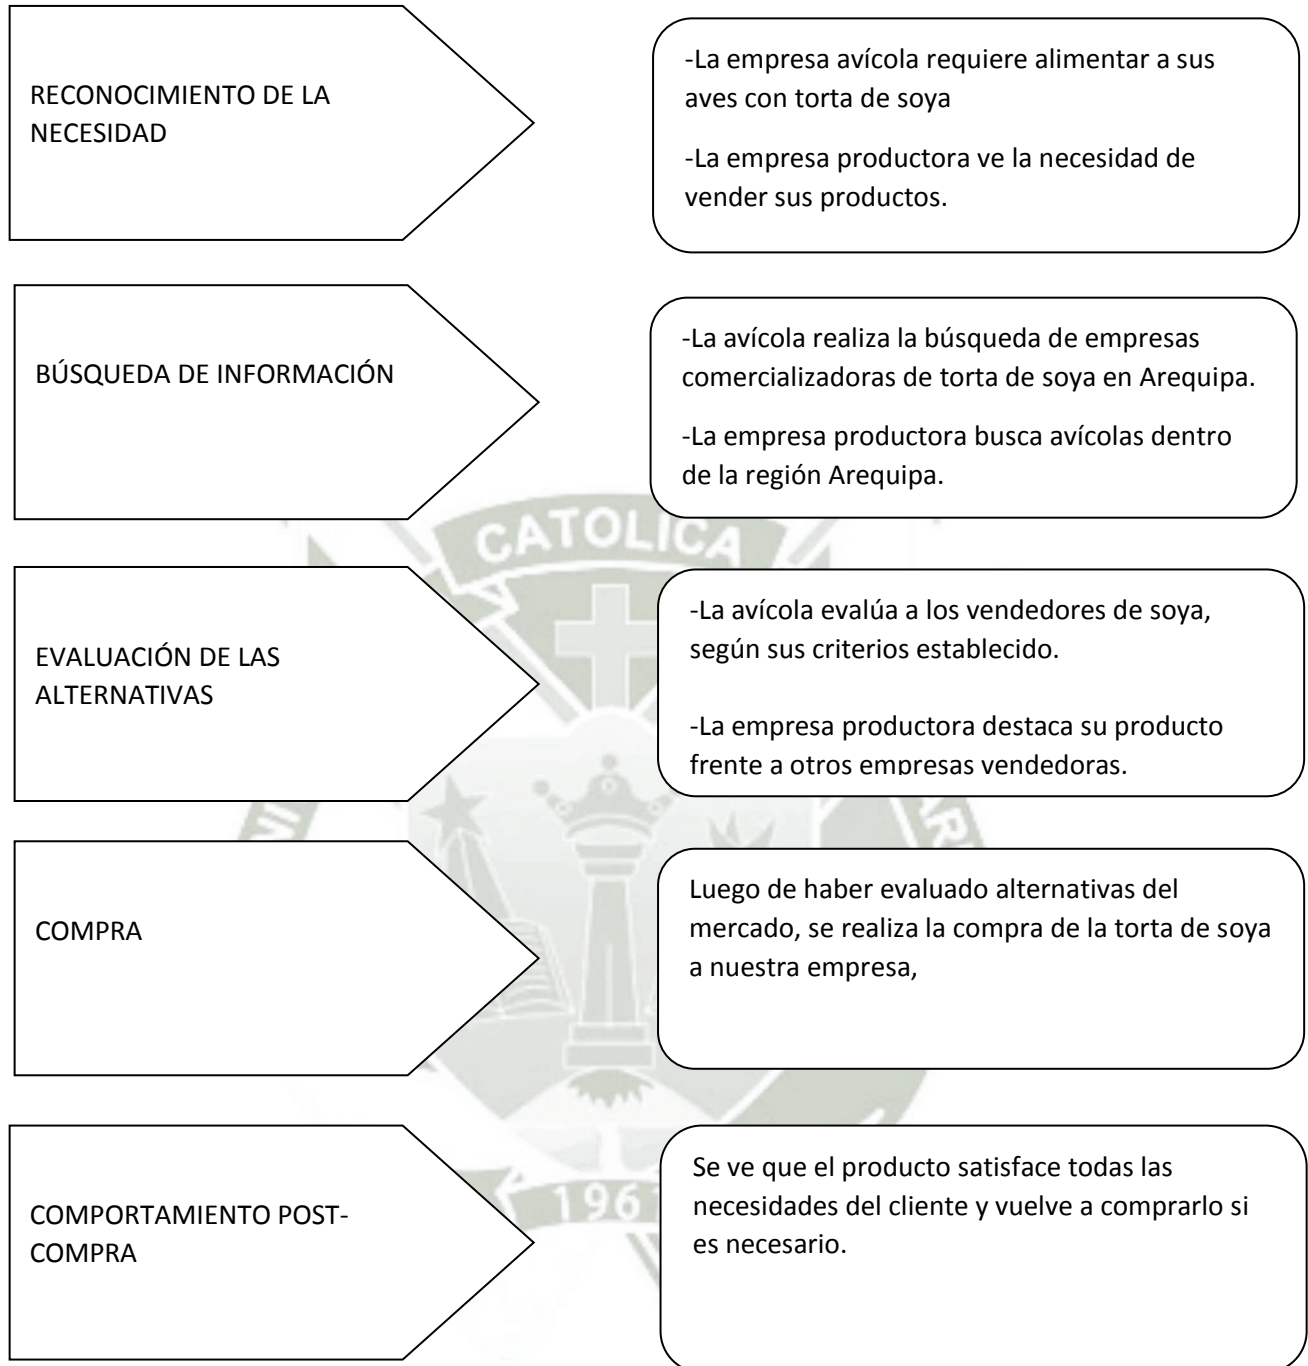 RECONOCIMIENTO DE LA
NECESIDAD
-La empresa avícola requiere alimentar a sus
aves con torta de soya
-La empresa productora ve la necesidad de
vender sus productos.
BÚSQUEDA DE INFORMACIÓN
-La avícola realiza la búsqueda de empresas
comercializadoras de torta de soya en Arequipa.
-La empresa productora busca avícolas dentro
de la región Arequipa.
CATOLICA
EVALUACIÓN DE LAS
ALTERNATIVAS
-La avícola evalúa a los vendedores de soya,
según sus criterios establecido.
-La empresa productora destaca su producto
frente a otros empresas vendedoras.
COMPRA
Luego de haber evaluado alternativas del
mercado, se realiza la compra de la torta de soya
a nuestra empresa,
COMPORTAMIENTO POST-
COMPRA
Se ve que el producto satisface todas las
necesidades del cliente y vuelve a comprarlo si
es necesario.
196